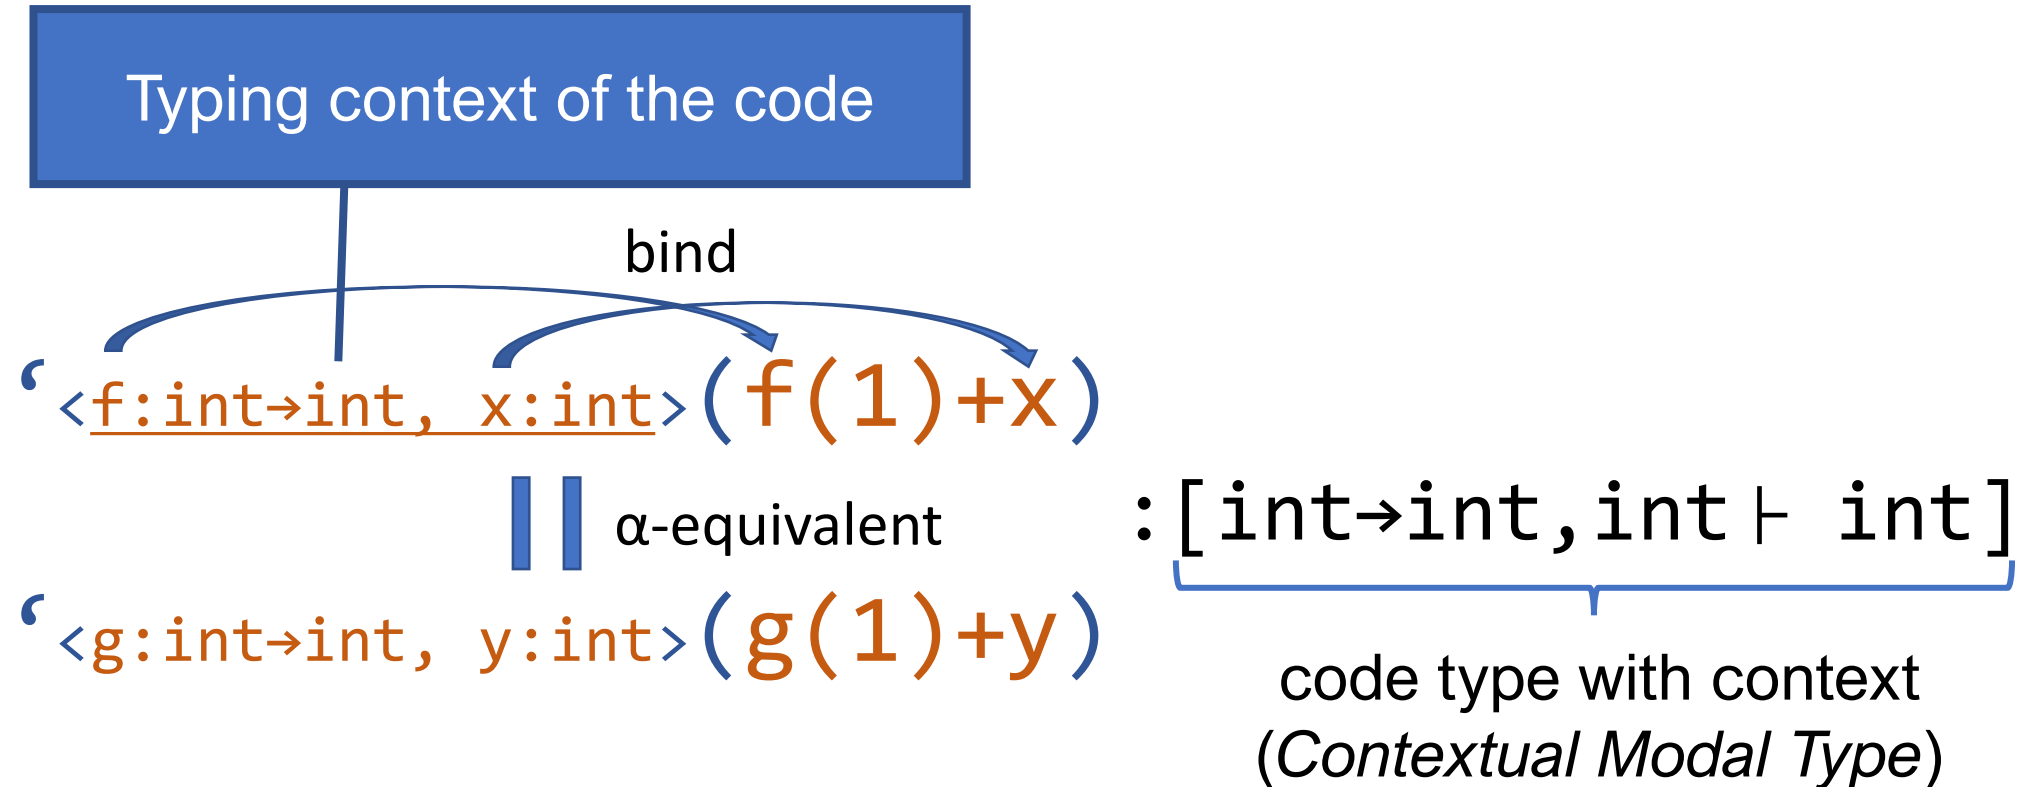 Typing context of the code
bind
‘<f:int→int, x:int>(f(1)+x)
α-equivalent
:[int→int,int ⊢ int]
‘<g:int→int, y:int>(g(1)+y)
code type with context
(Contextual Modal Type)